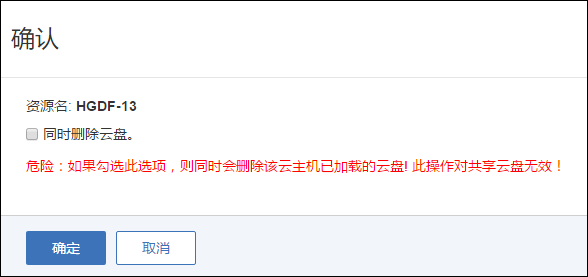 确认
资源名: HGDF-13
同时删除云盘。
危险：如果勾选此选项，则同时会删除该云主机已加载的云盘! 此操作对共享云盘无效！
确定
取消